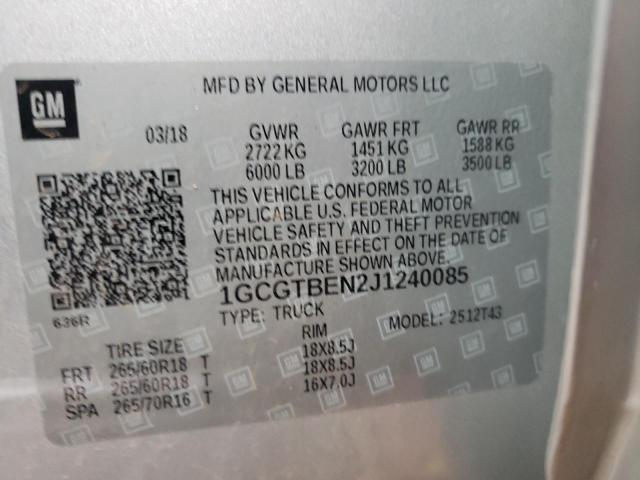 GM
MFD BY GENERAL MOTORS LLC
03/18
GVWR GAWR FRT GAWR RR
2722 KG 1451 KG 1588 KG
6000 LB 3200 LB 3500 LB
THIS VEHICLE CONFORMS TO ALL
APPLICABLE U.S. FEDERAL MOTOR
VEHICLE SAFETY AND THEFT PREVENTION
STANDARDS IN EFFECT ON THE DATE OF
MANUFACTURE SHOWN ABOVE.
1GCGTBEN2J1240085
636R
TYPE: TRUCK MODEL: 2512T43
TIRE SIZE RIM
FRT 265/60R18 T 18X8.5J
RR 265/60R18 T 18X8.5J
SPA 265/70R16 T 16X7.0J